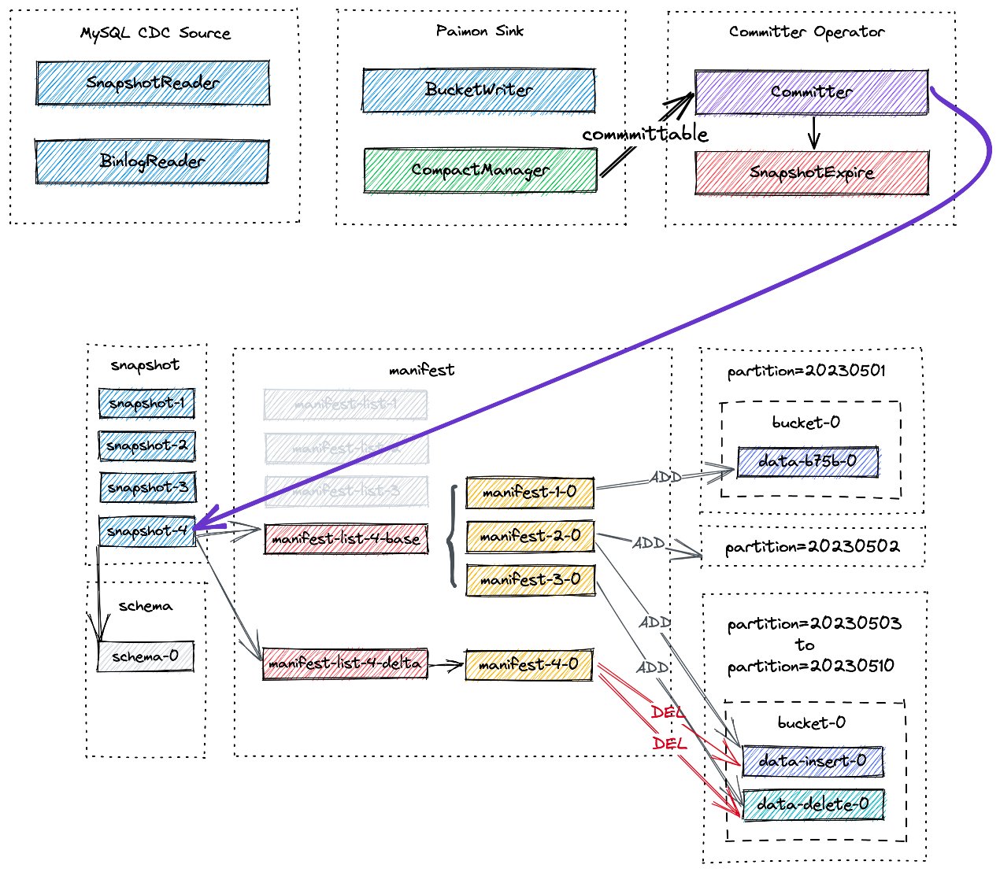 MySQL CDC Source
SnapshotReader
BinlogReader
Paimon Sink
BucketWriter
CompactManager
commmittable
Committer Operator
Committer
SnapshotExpire
snapshot
snapshot-1
snapshot-2
snapshot-3
snapshot-4
schema
schema-0
manifest
manifest-list-1
manifest-list-2
manifest-list-3
manifest-list-4-base
manifest-list-4-delta
manifest-1-0
manifest-2-0
manifest-3-0
manifest-4-0
ADD
ADD
ADD
ADD
DEL
DEL
partition=20230501
bucket-0
data-b75b-0
partition=20230502
partition=20230503
to
partition=20230510
bucket-0
data-insert-0
data-delete-0